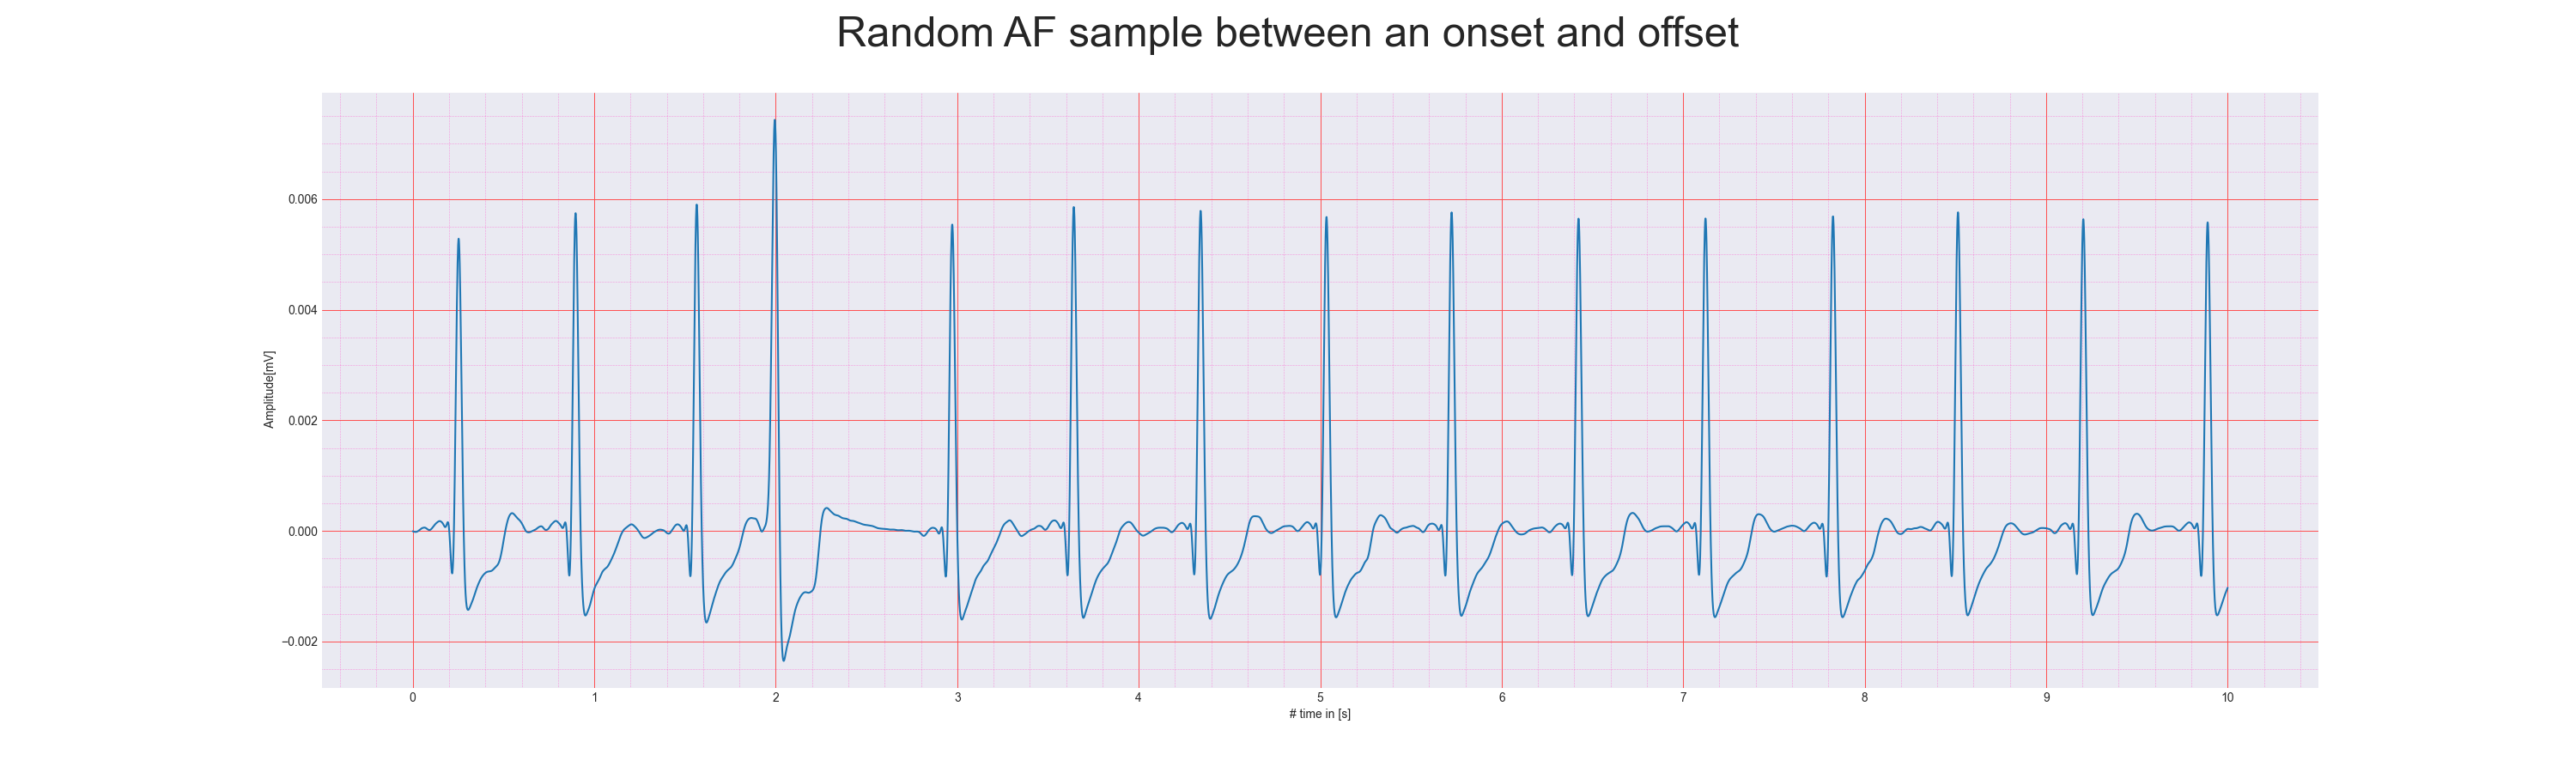 Random AF sample between an onset and offset
0.006
0.004
0.002
0.000
−0.002
Amplitude[mV]
0 1 2 3 4 5 6 7 8 9 10
# time in [s]